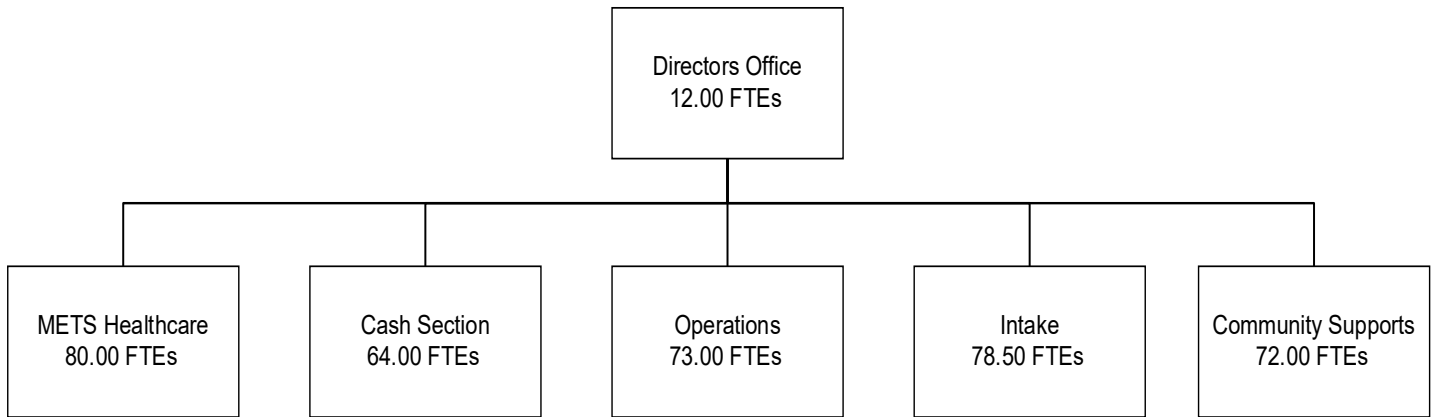 Directors Office
12.00 FTEs
METS Healthcare
80.00 FTEs
Cash Section
64.00 FTEs
Operations
73.00 FTEs
Intake
78.50 FTEs
Community Supports
72.00 FTEs